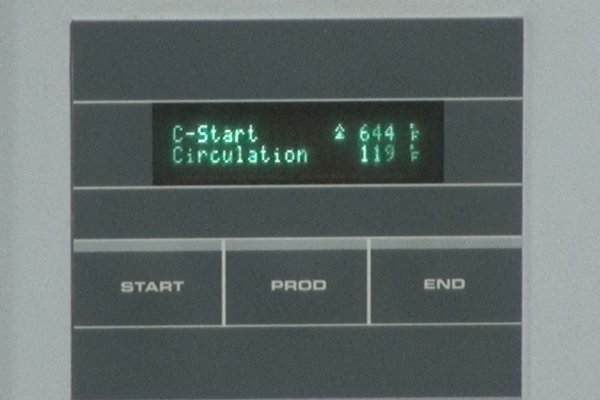 C-Start 644
Circulation 119
START PROD END